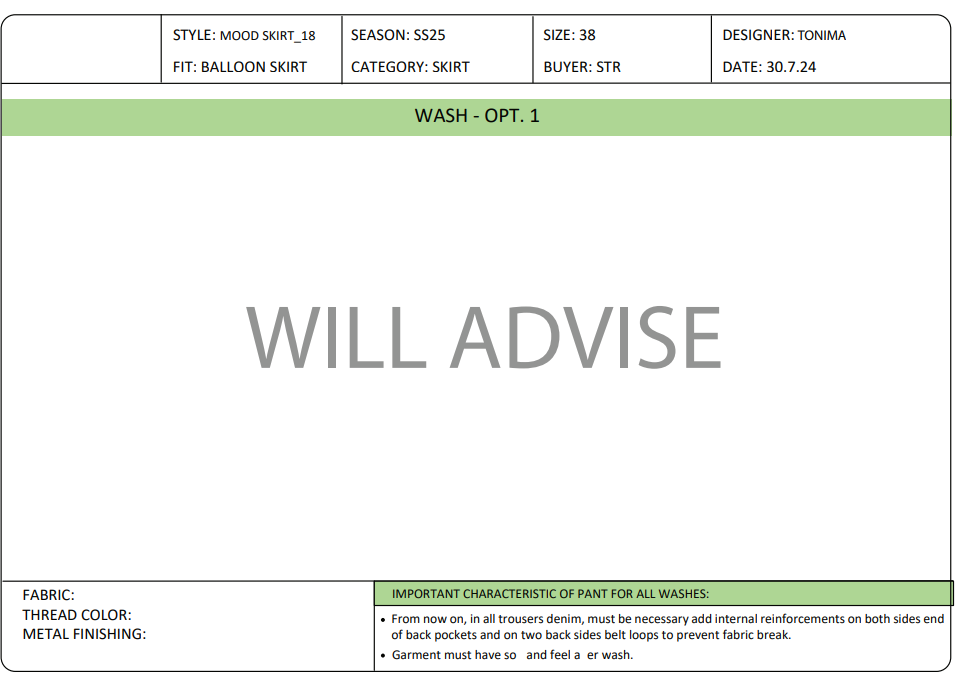 STYLE: MOOD SKIRT_18
SEASON: SS25
SIZE: 38
DESIGNER: TONIMA
FIT: BALLOON SKIRT
CATEGORY: SKIRT
BUYER: STR
DATE: 30.7.24
WASH - OPT. 1
WILL ADVISE
FABRIC:
THREAD COLOR:
METAL FINISHING:
IMPORTANT CHARACTERISTIC OF PANT FOR ALL WASHES:
• From now on, in all trousers denim, must be necessary add internal reinforcements on both sides end
of back pockets and on two back sides belt loops to prevent fabric break.
• Garment must have so and feel a er wash.